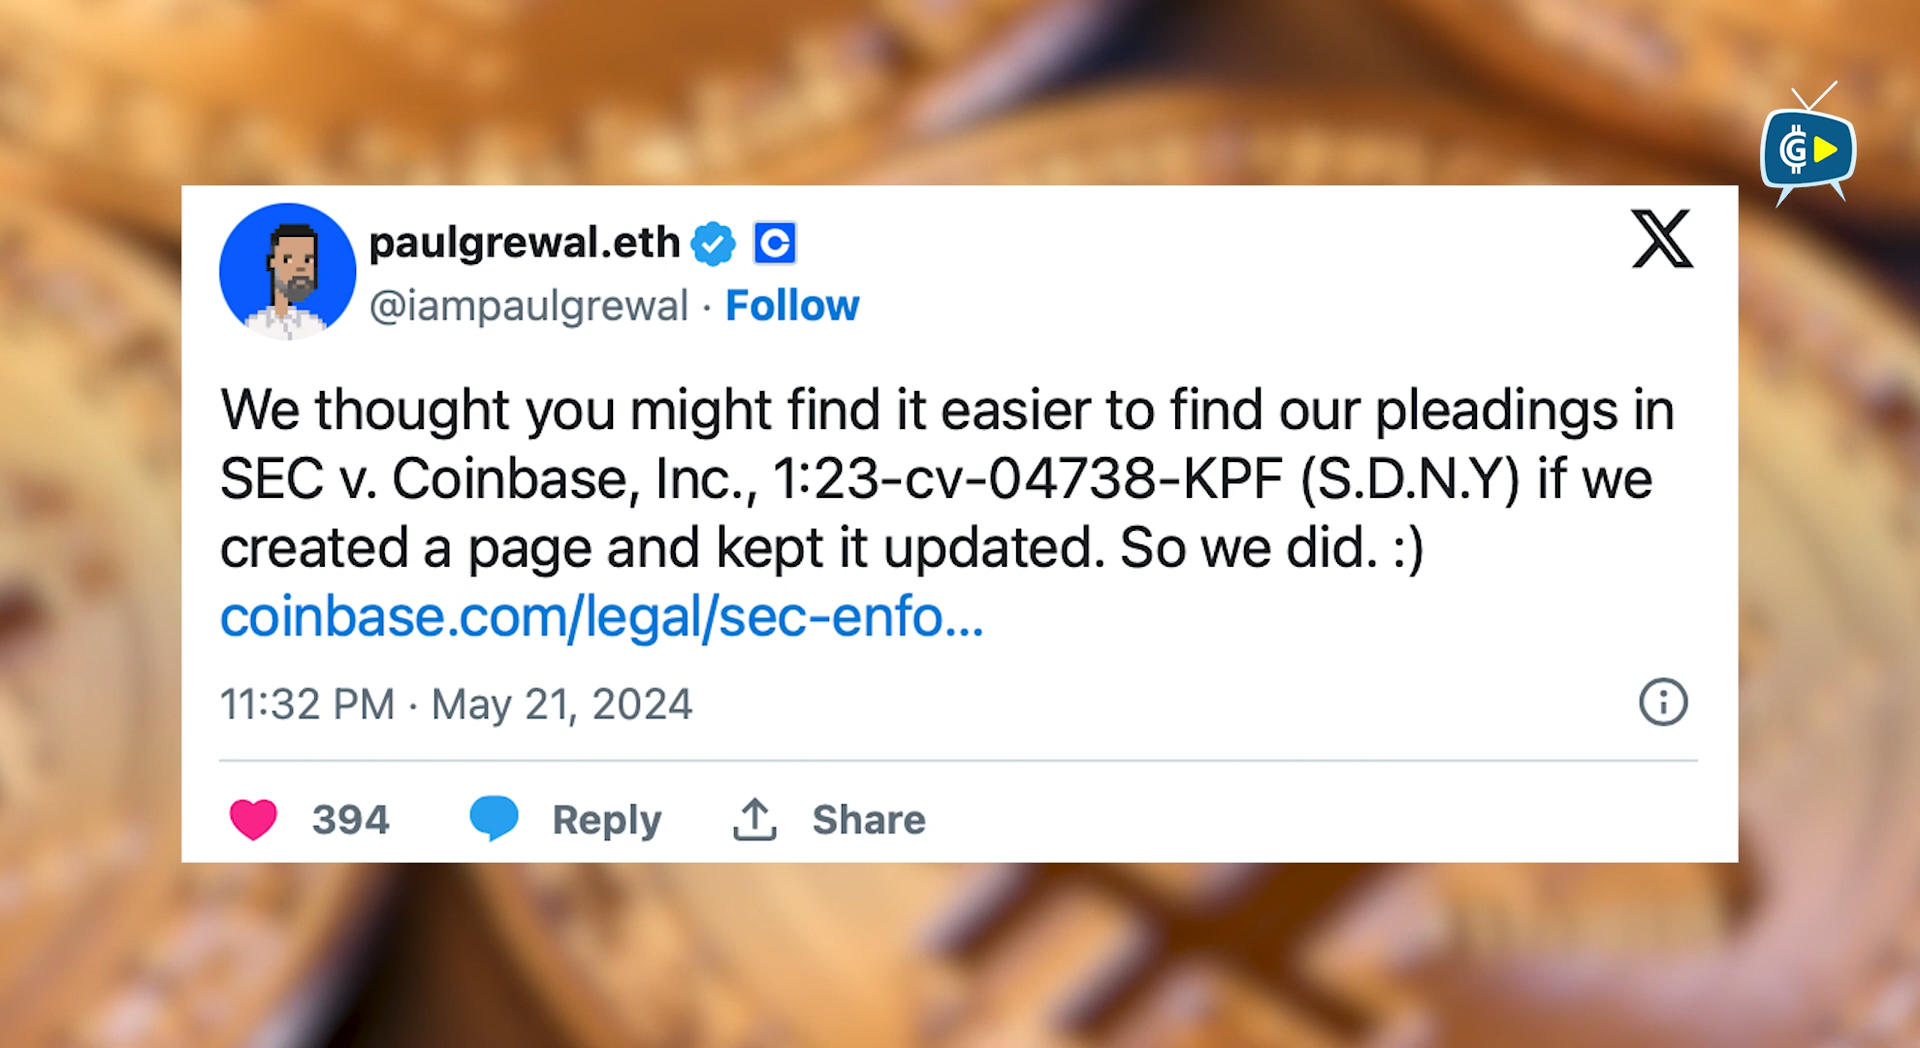 paulgrewal.eth
@iampaulgrewal · Follow
We thought you might find it easier to find our pleadings in
SEC v. Coinbase, Inc., 1:23-cv-04738-KPF (S.D.N.Y) if we
created a page and kept it updated. So we did. :)
coinbase.com/legal/sec-enfo...
11:32 PM · May 21, 2024
394 Reply Share